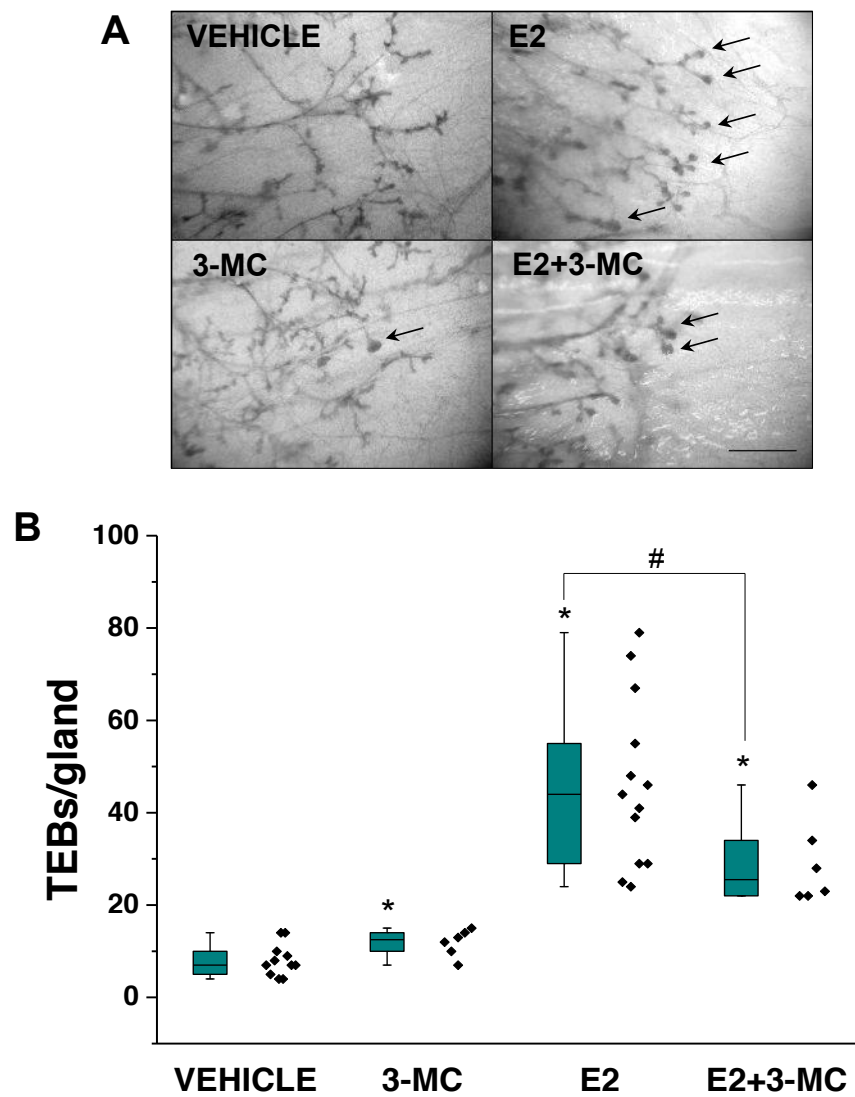 A
VEHICLE
E2
3-MC
E2+3-MC
B
100
80
60
40
20
0
TEBs/gland
*
*
#
*
VEHICLE
3-MC
E2
E2+3-MC